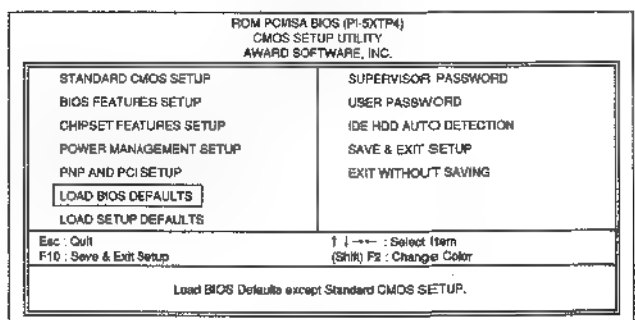 ROM PCI/ISA BIOS (PI-5XTP4)
CMOS SETUP UTILITY
AWARD SOFTWARE, INC.
STANDARD CMOS SETUP
BIOS FEATURES SETUP
CHIPSET FEATURES SETUP
POWER MANAGEMENT SETUP
PNP AND PCI SETUP
LOAD BIOS DEFAULTS
LOAD SETUP DEFAULTS
SUPERVISOR PASSWORD
USER PASSWORD
IDE HDD AUTO DETECTION
SAVE & EXIT SETUP
EXIT WITHOUT SAVING
Esc : Quit
F10 : Save & Exit Setup
↑ ↓ → ← : Select Item
(Shift) F2 : Change Color
Load BIOS Defaults except Standard CMOS SETUP.